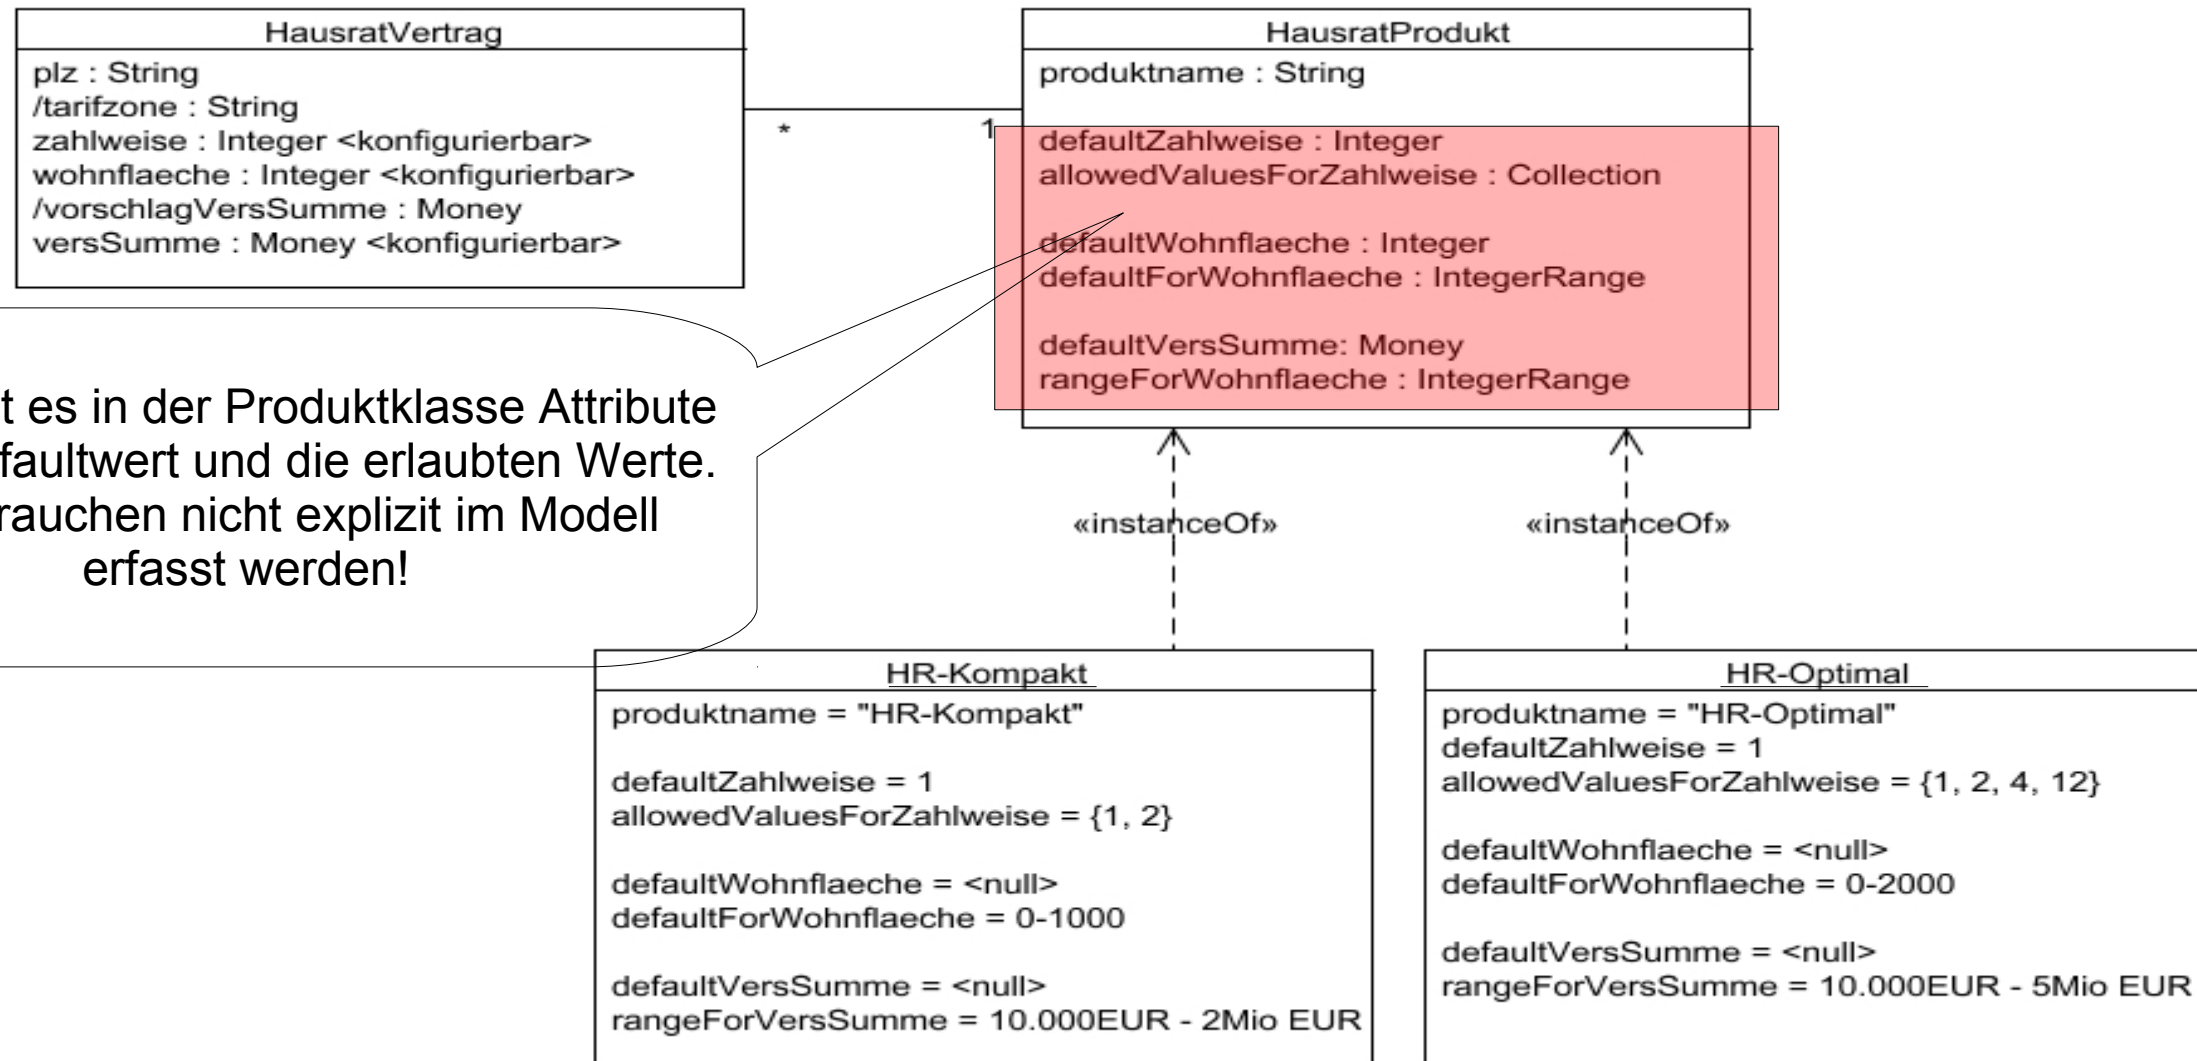 HausratVertrag
plz : String
/tarifzone : String
zahlweise : Integer <konfigurierbar>
wohnflaeche : Integer <konfigurierbar>
/vorschlagVersSumme : Money
versSumme : Money <konfigurierbar>
*
1
HausratProdukt
produktname : String
defaultZahlweise : Integer
allowedValuesForZahlweise : Collection
defaultWohnflaeche : Integer
defaultForWohnflaeche : IntegerRange
defaultVersSumme: Money
rangeForWohnflaeche : IntegerRange
t es in der Produktklasse Attribute
faultwert und die erlaubten Werte.
rauchen nicht explizit im Modell
erfasst werden!
«instanceOf»
«instanceOf»
HR-Kompakt
produktname = "HR-Kompakt"
defaultZahlweise = 1
allowedValuesForZahlweise = {1, 2}
defaultWohnflaeche = <null>
defaultForWohnflaeche = 0-1000
defaultVersSumme = <null>
rangeForVersSumme = 10.000EUR - 2Mio EUR
HR-Optimal
produktname = "HR-Optimal"
defaultZahlweise = 1
allowedValuesForZahlweise = {1, 2, 4, 12}
defaultWohnflaeche = <null>
defaultForWohnflaeche = 0-2000
defaultVersSumme = <null>
rangeForVersSumme = 10.000EUR - 5Mio EUR